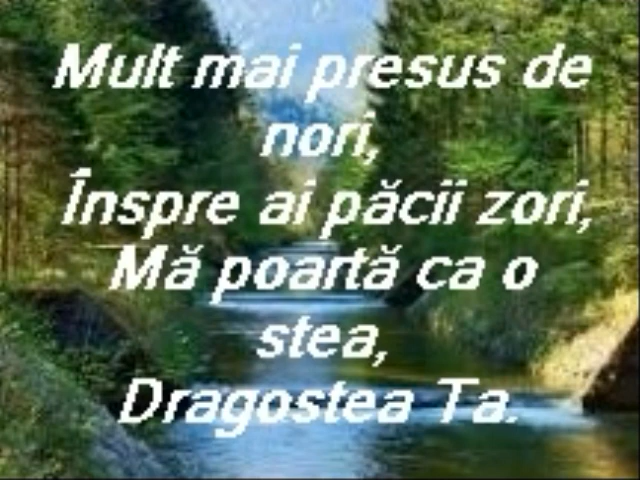 Mult mai presus de
nori,
Înspre ai păcii zori,
Mă poartă ca o
stea,
Dragostea Ta.